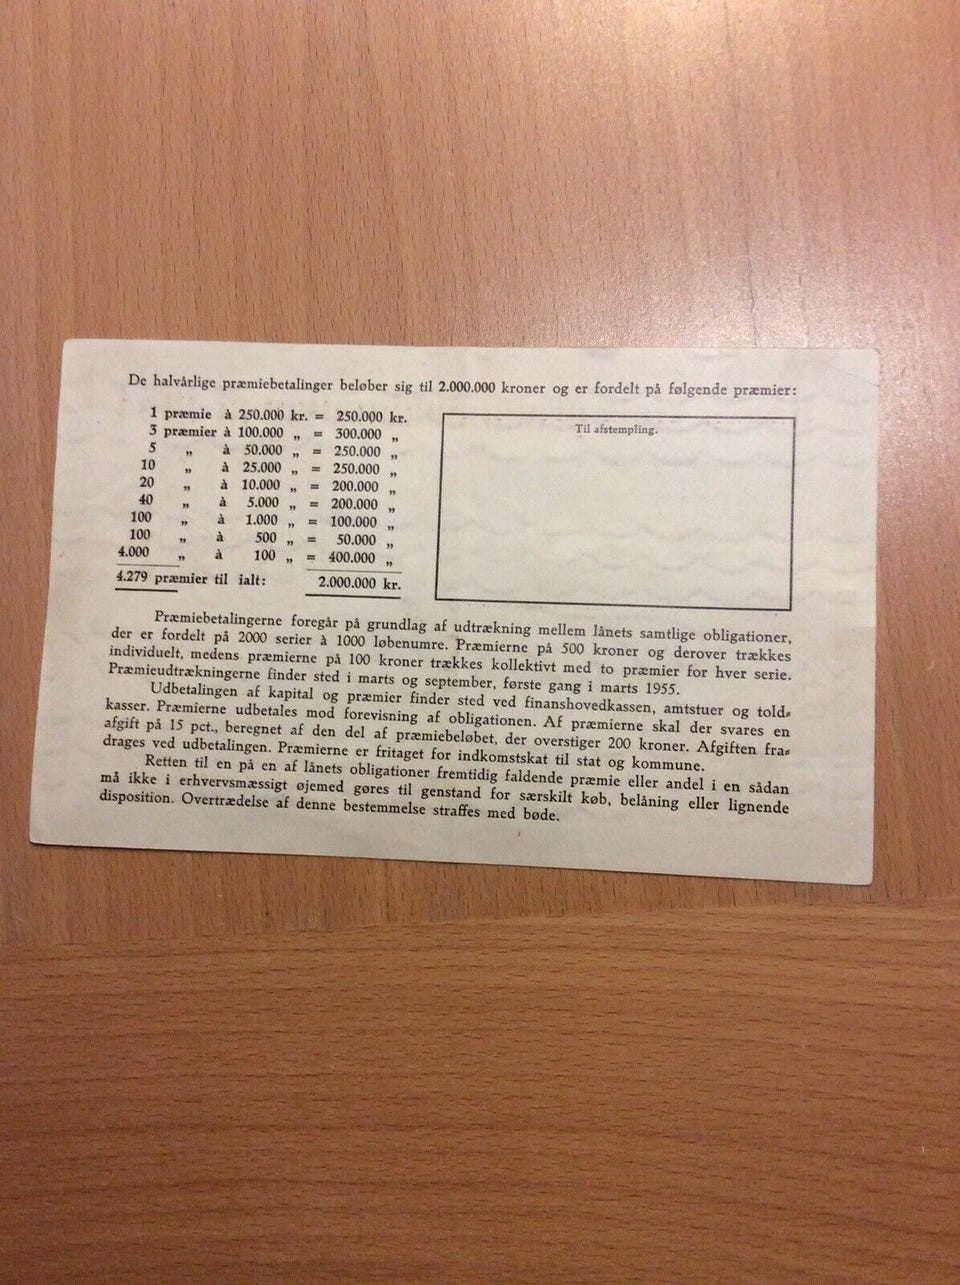 De halvårlige præmiebetalinger beløber sig til 2.000.000 kroner og er fordelt på følgende præmier:
1 præmie à 250.000 kr. = 250.000 kr.
3 præmier à 100.000 „ = 300.000 „
5 „ à 50.000 „ = 250.000 „
10 „ à 25.000 „ = 250.000 „
20 „ à 10.000 „ = 200.000 „
40 „ à 5.000 „ = 200.000 „
100 „ à 1.000 „ = 100.000 „
100 „ à 500 „ = 50.000 „
4.000 „ à 100 „ = 400.000 „
4.279 præmier til ialt: 2.000.000 kr.
Til afstempling.
Præmiebetalingerne foregår på grundlag af udtrækning mellem lånets samtlige obligationer,
der er fordelt på 2000 serier à 1000 løbenumre. Præmierne på 500 kroner og derover trækkes
individuelt, medens præmierne på 100 kroner trækkes kollektivt med to præmier for hver serie.
Præmieudtrækningerne finder sted i marts og september, første gang i marts 1955.
Udbetalingen af kapital og præmier finder sted ved finanshovedkassen, amtstuer og told-
kasser. Præmierne udbetales mod forevisning af obligationen. Af præmierne skal der svares en
afgift på 15 pct., beregnet af den del af præmiebeløbet, der overstiger 200 kroner. Afgiften fra-
drages ved udbetalingen. Præmierne er fritaget for indkomstskat til stat og kommune.
Retten til en på en af lånets obligationer fremtidig faldende præmie eller andel i en sådan
må ikke i erhvervsmæssigt øjemed gøres til genstand for særskilt køb, belåning eller lignende
disposition. Overtrædelse af denne bestemmelse straffes med bøde.